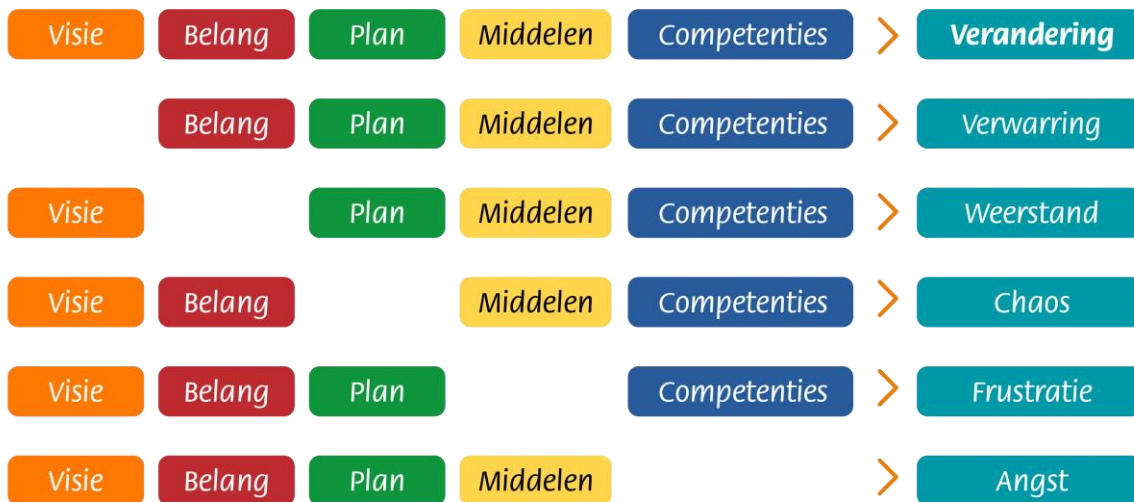 Visie Belang Plan Middelen Competenties > Verandering
Belang Plan Middelen Competenties > Verwarring
Visie Plan Middelen Competenties > Weerstand
Visie Belang Middelen Competenties > Chaos
Visie Belang Plan Competenties > Frustratie
Visie Belang Plan Middelen > Angst